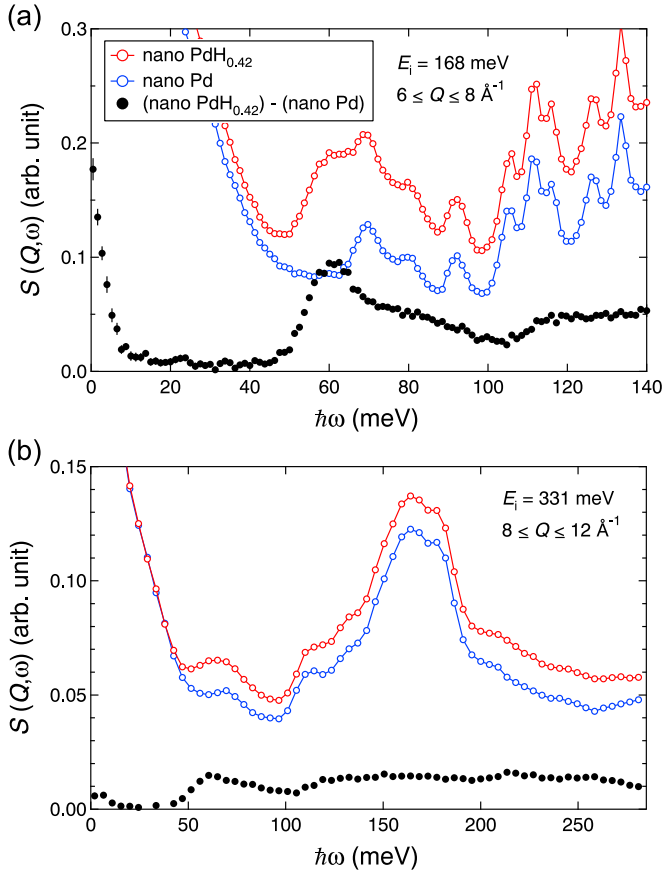 (a)
0.3
0.2
0.1
0.0
S (Q,ω) (arb. unit)
nano PdH0.42
nano Pd
(nano PdH0.42) - (nano Pd)
Ei = 168 meV
6 ≤ Q ≤ 8 Å-1
0 20 40 60 80 100 120 140
ħω (meV)
(b)
0.15
0.10
0.05
0.00
S (Q,ω) (arb. unit)
Ei = 331 meV
8 ≤ Q ≤ 12 Å-1
0 50 100 150 200 250
ħω (meV)